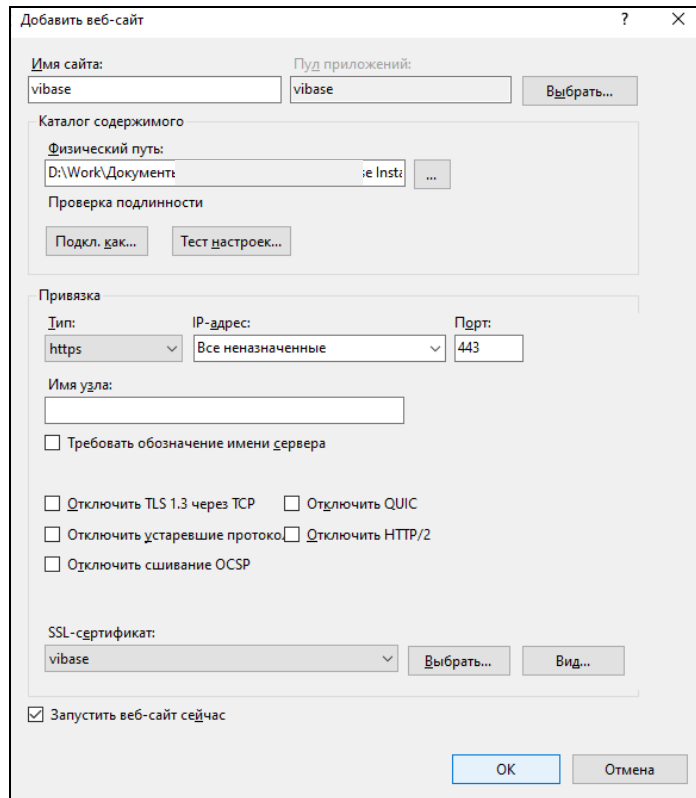 Добавить веб-сайт ? X
Имя сайта: Пул приложений:
vibase vibase Выбрать...
Каталог содержимого
Физический путь:
D:\Work\ ...
Проверка подлинности
Подкл. как... Тест настроек...
Привязка
Тип: IP-адрес: Порт:
https Все неназначенные 443
Имя узла:
Требовать обозначение имени сервера
Отключить TLS 1.3 через TCP Отключить QUIC
Отключить устаревшие Отключить HTTP/2
Отключить сшивание OCSP
SSL-сертификат:
vibase Выбрать... Вид...
Запустить веб-сайт сейчас
OK Отмена